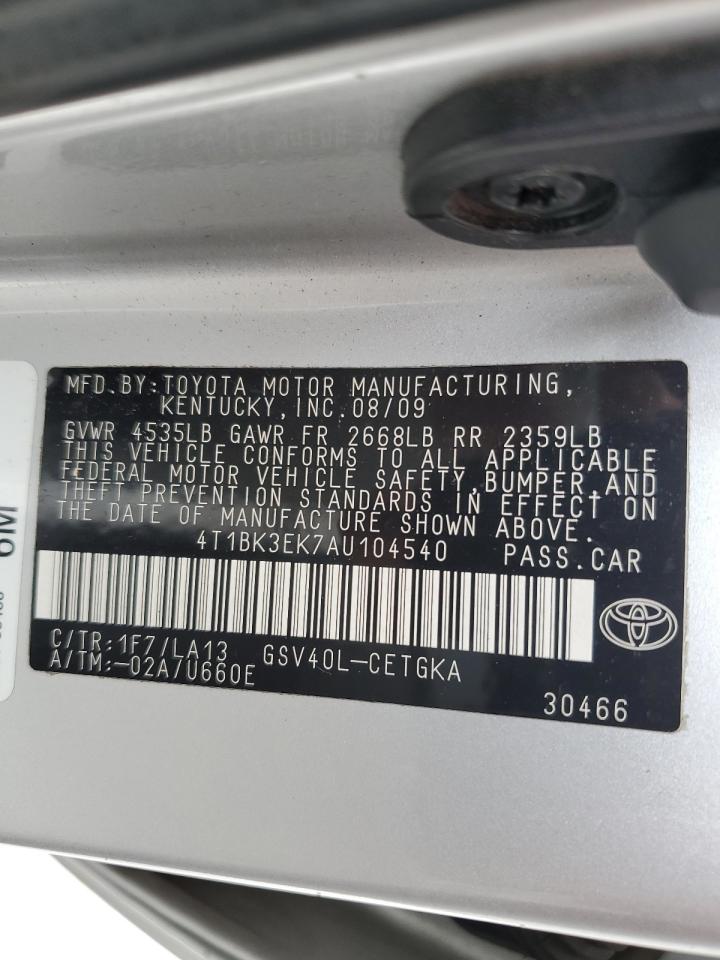 MFD.BY:TOYOTA MOTOR MANUFACTURING,
KENTUCKY,INC.08/09
GVWR 4535LB GAWR FR 2668LB RR 2359LB
THIS VEHICLE CONFORMS TO ALL APPLICABLE
FEDERAL MOTOR VEHICLE SAFETY,BUMPER,AND
THEFT PREVENTION STANDARDS IN EFFECT ON
THE DATE OF MANUFACTURE SHOWN ABOVE.
4T1BK3EK7AU104540 PASS.CAR
C/TR:1F7/LA13 GSV40L-CETGKA
A/TM:-02A/U660E
30466
6M